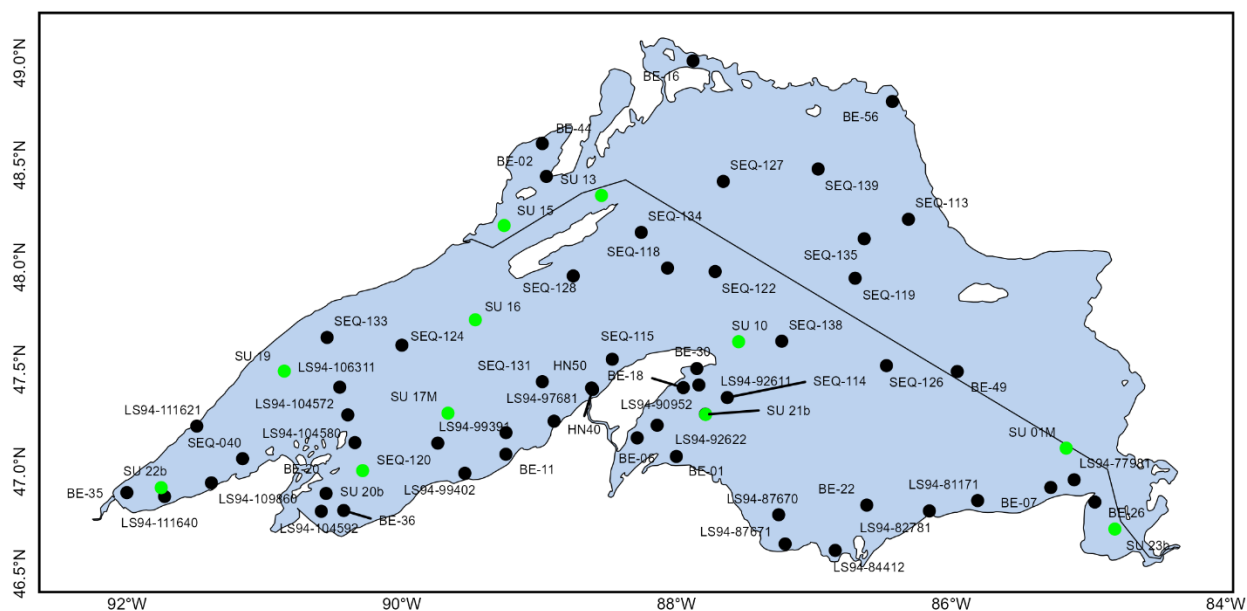 49.0°N
48.5°N
48.0°N
47.5°N
47.0°N
46.5°N
BE-16
BE-56
BE-44
BE-02
SU 13
SEQ-127
SEQ-139
SU 15
SEQ-134
SEQ-113
SEQ-118
SEQ-135
SEQ-128
SEQ-122
SEQ-119
SU 16
SEQ-133
SEQ-124
SU 10
SEQ-138
SEQ-115
SU 19
LS94-106311
SEQ-131
HN50
BE-30
BE-18
LS94-92611
SEQ-114
SEQ-126
BE-49
LS94-111621
LS94-104572
SU 17M
LS94-97681
LS94-90952
SU 21b
SEQ-040
LS94-104580
LS94-99391
HN40
LS94-92622
SU 01M
SU 22b
BE-20
SEQ-120
BE-11
BE-06
BE-01
LS94-77931
BE-35
LS94-109860
SU 20b
LS94-99402
LS94-87670
BE-22
LS94-81171
BE-07
BE-26
LS94-111640
LS94-104592
BE-36
LS94-87671
LS94-82781
SU 23b
LS94-84412
92°W
90°W
88°W
86°W
84°W